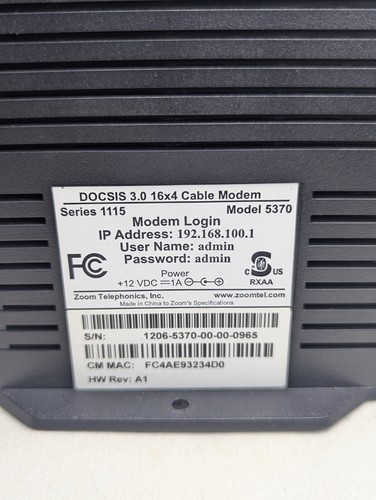 DOCSIS 3.0 16x4 Cable Modem
Series 1115 Model 5370
Modem Login
IP Address: 192.168.100.1
User Name: admin
Password: admin
FC
Power
+12 VDC ⎓ 1A
C US
RXAA
Zoom Telephonics, Inc. www.zoomtel.com
Made in China to Zoom's Specifications
S/N: 1206-5370-00-00-0965
CM MAC: FC4AE93234D0
HW Rev: A1